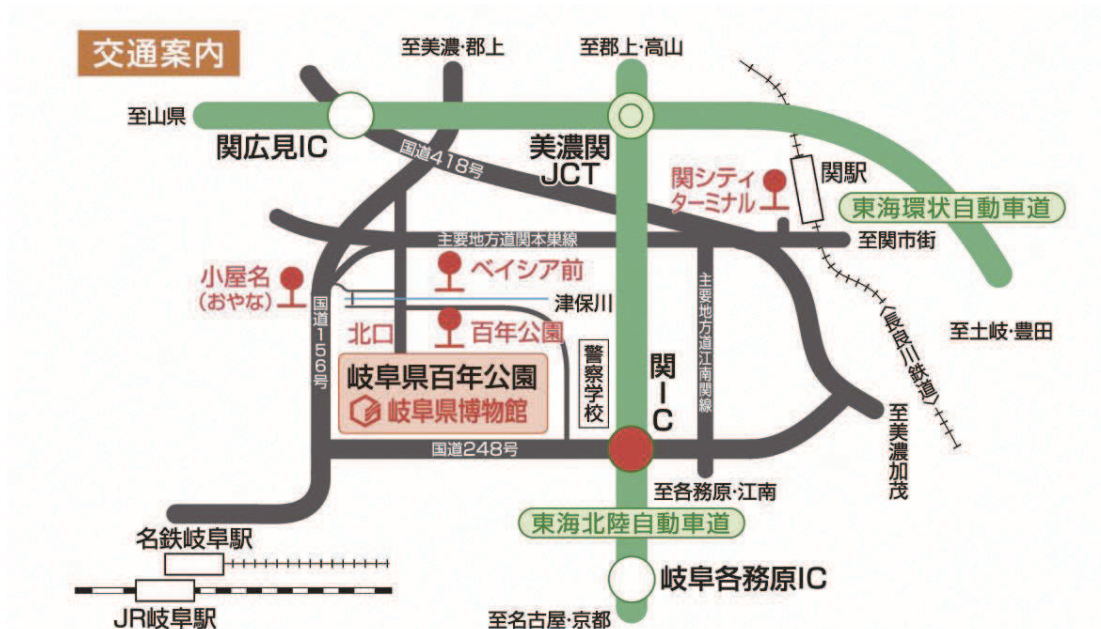 交通案内
至美濃・郡上
至郡上・高山
至山県
関広見IC
国道418号
美濃関
JCT
関シティ
ターミナル
関駅
東海環状自動車道
主要地方道関本巣線
至関市街
小屋名
(おやな)
ベイシア前
津保川
国道156号
北口
百年公園
警察学校
関IC
主要地方道江南関線
〈長良川鉄道〉
至土岐・豊田
岐阜県百年公園
岐阜県博物館
国道248号
至美濃加茂
至各務原・江南
東海北陸自動車道
名鉄岐阜駅
岐阜各務原IC
JR岐阜駅
至名古屋・京都